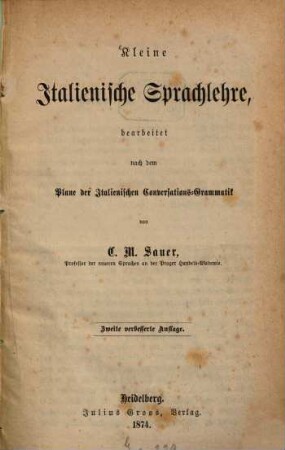 Kleine
Italienische Sprachlehre,
bearbeitet
nach dem
Plane der Italienischen Conversations-Grammatik
von
C. M. Sauer,
Professor der neueren Sprachen an der Prager Handels-Akademie.
Zweite verbesserte Auflage.
Heidelberg.
Julius Groos, Verlag.
1874.